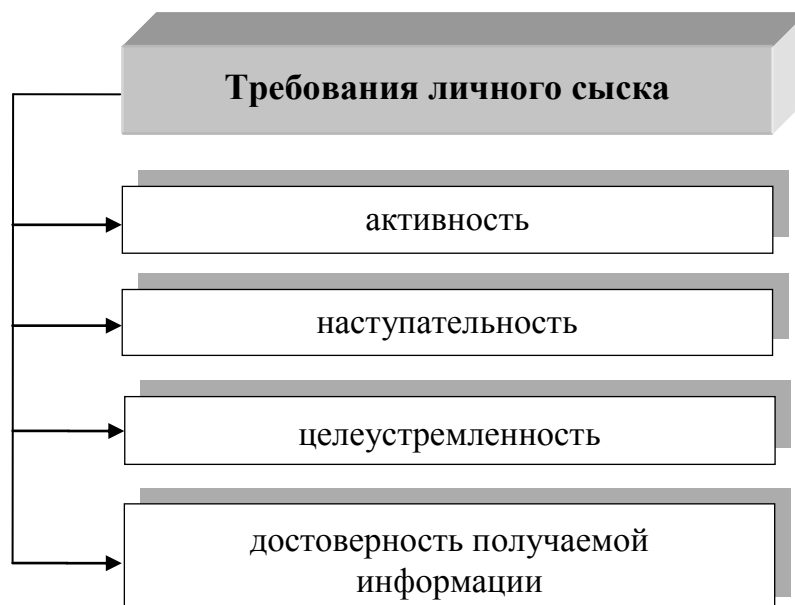 Требования личного сыска
активность
наступательность
целеустремленность
достоверность получаемой
информации